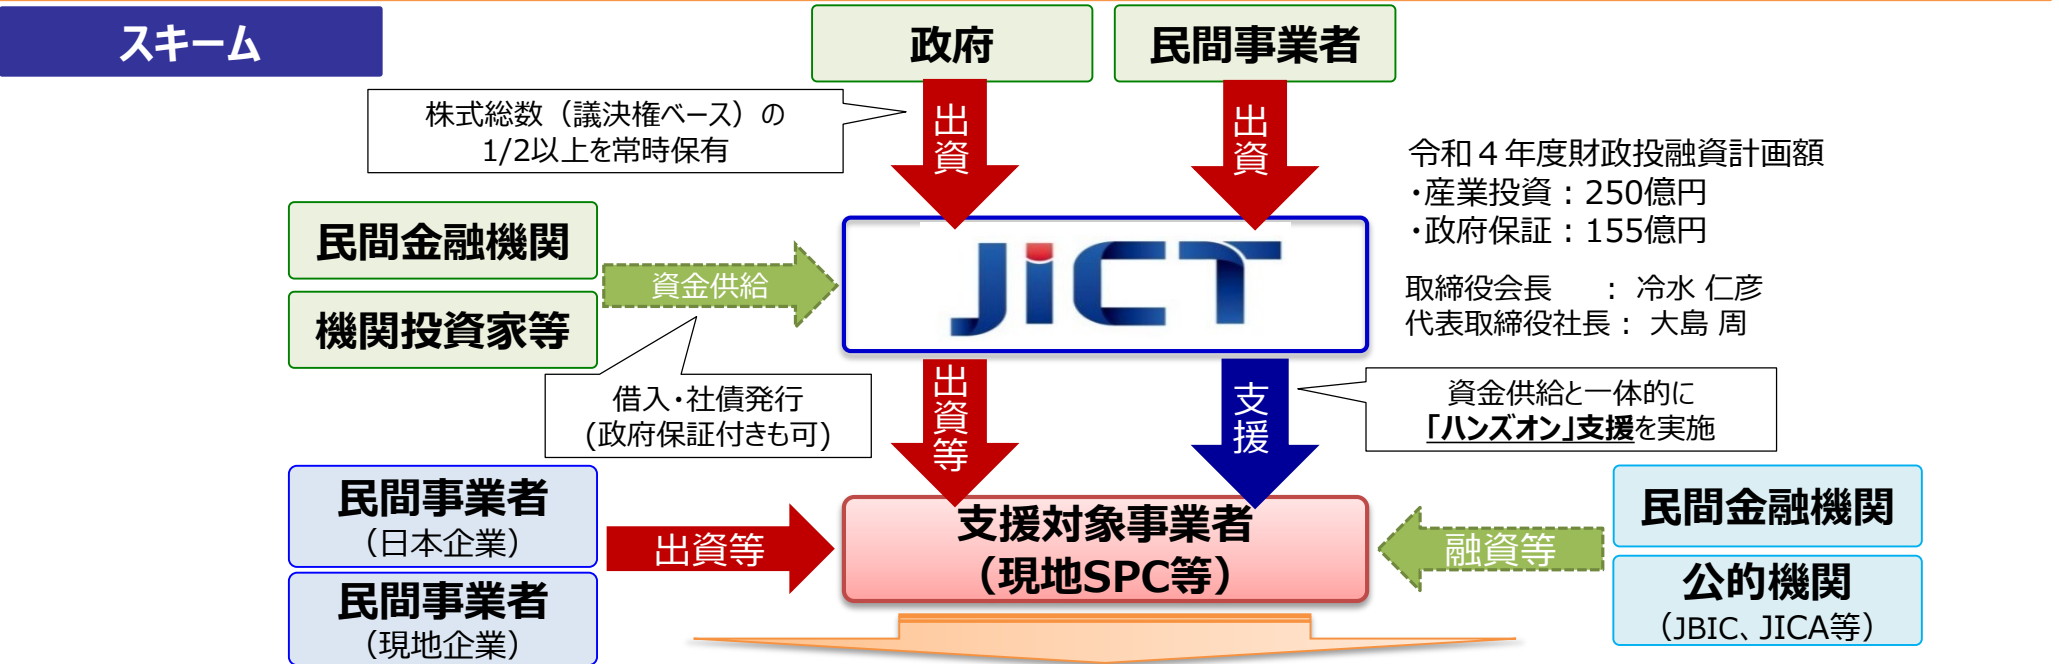 スキーム
政府
民間事業者
株式総数（議決権ベース）の
1/2以上を常時保有
出資
出資
令和４年度財政投融資計画額
・産業投資：250億円
・政府保証：155億円
民間金融機関
機関投資家等
資金供給
JICT
取締役会長　　：冷水 仁彦
代表取締役社長：大島 周
借入・社債発行
(政府保証付きも可)
出資等
支援
資金供給と一体的に
「ハンズオン」支援を実施
民間事業者
（日本企業）
民間事業者
（現地企業）
出資等
支援対象事業者
（現地SPC等）
融資等
民間金融機関
公的機関
（JBIC、JICA等）